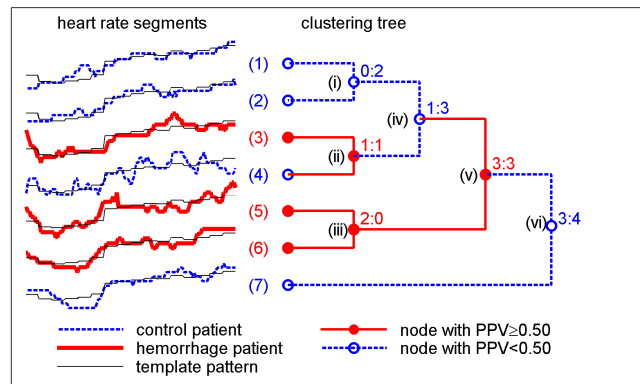 heart rate segments clustering tree
(1)
(i) 0:2
(2)
(iv) 1:3
(3)
(ii) 1:1
(4)
(v) 3:3
(5)
(iii) 2:0
(vi) 3:4
(6)
(7)
control patient node with PPV≥0.50
hemorrhage patient node with PPV<0.50
template pattern